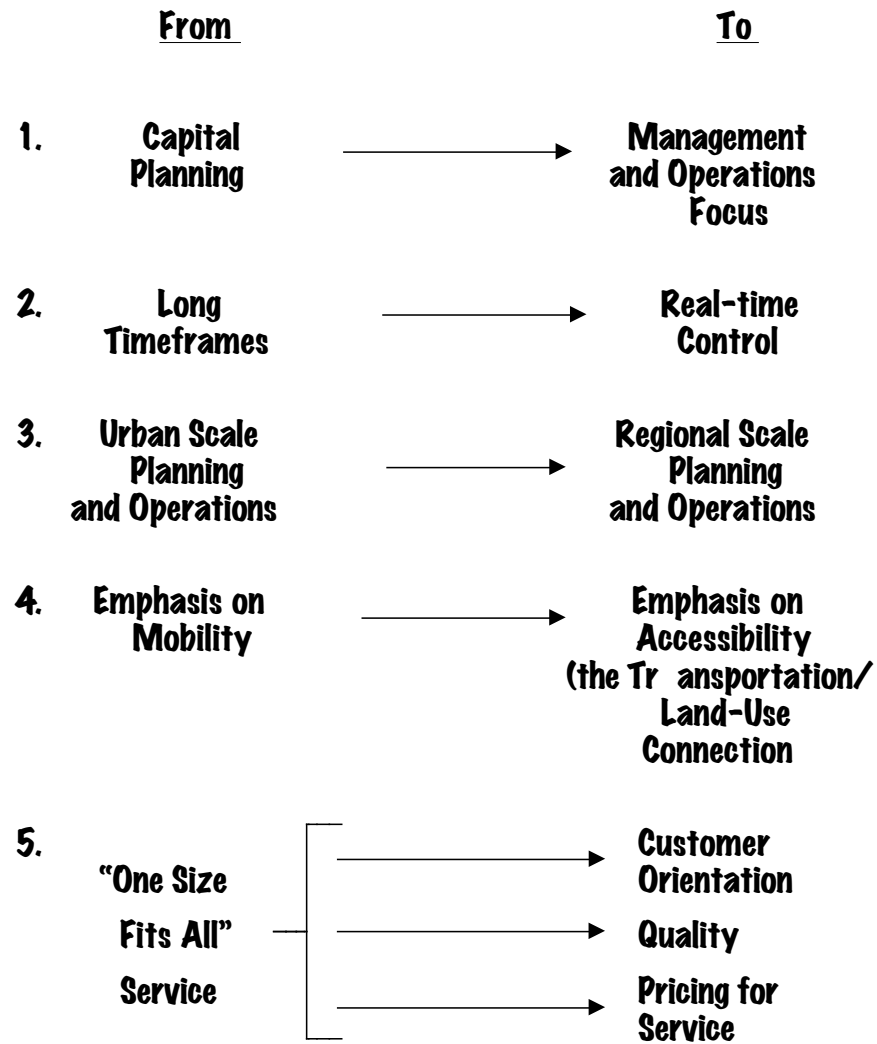 From To
1. Capital Management
Planning and Operations
Focus
2. Long Real-time
Timeframes Control
3. Urban Scale Regional Scale
Planning Planning
and Operations and Operations
4. Emphasis on Emphasis on
Mobility Accessibility
(the Tr ansportation/
Land-Use
Connection
5. Customer
“One Size Orientation
Fits All” Quality
Service Pricing for
Service